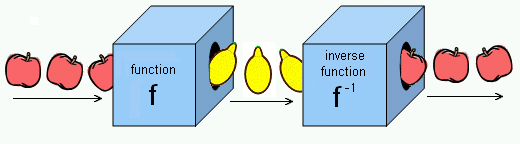 function
f
inverse
function
f⁻¹